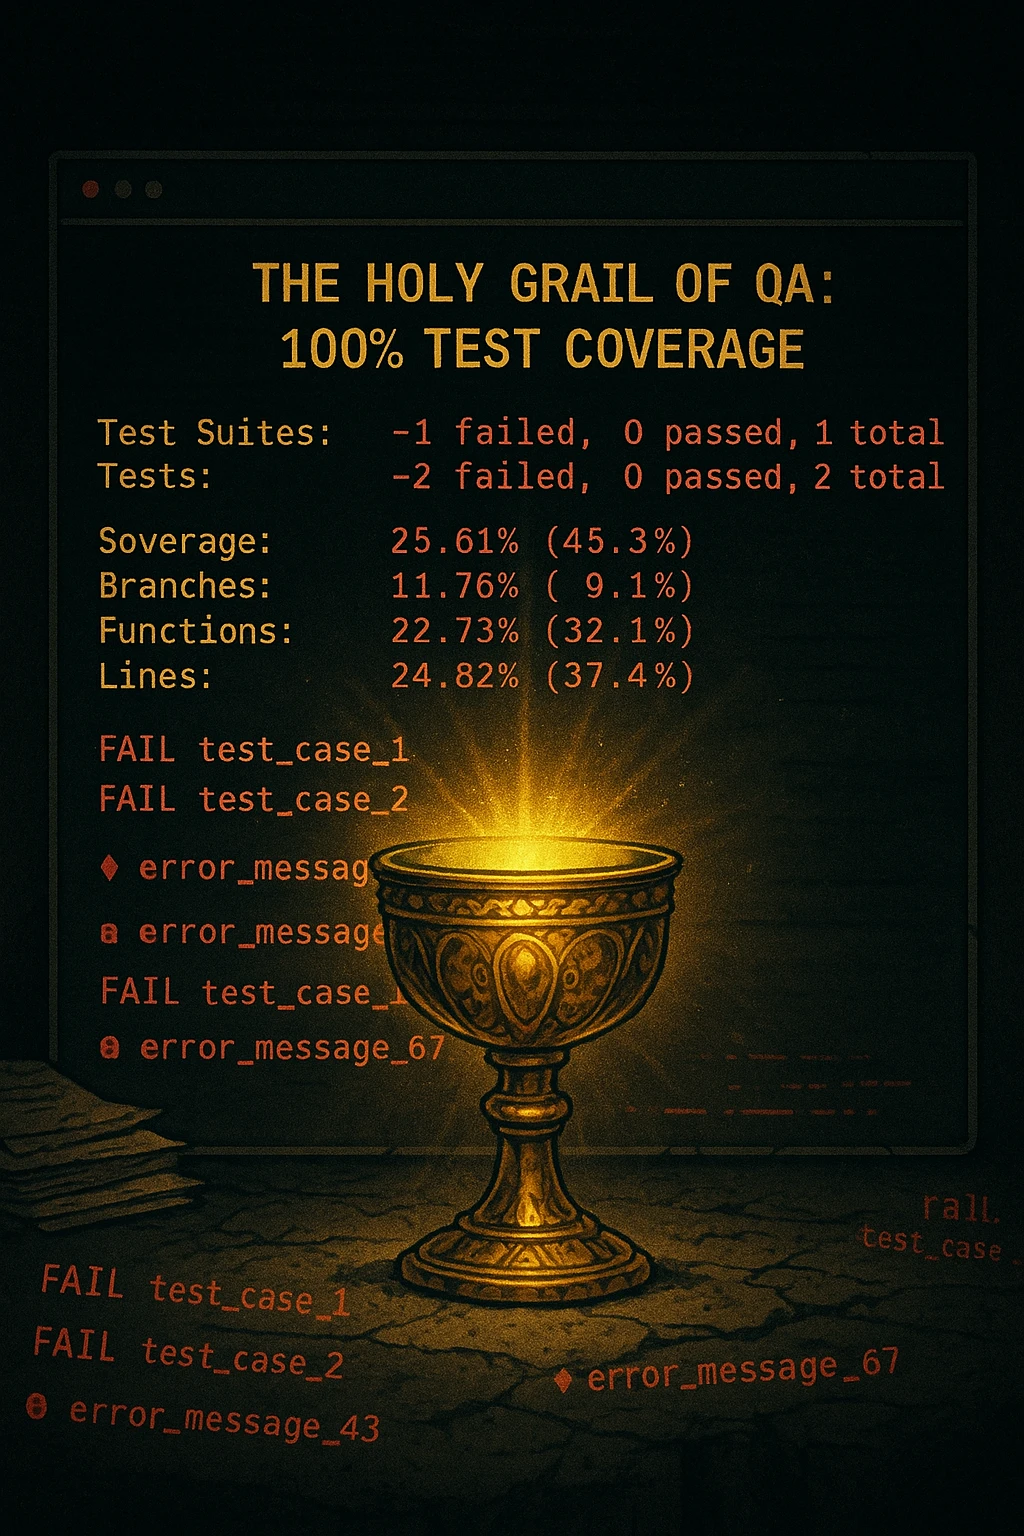 THE HOLY GRAIL OF QA:
100% TEST COVERAGE
Test Suites: -1 failed, 0 passed, 1 total
Tests: -2 failed, 0 passed, 2 total
Soverage: 25.61% (45.3%)
Branches: 11.76% ( 9.1%)
Functions: 22.73% (32.1%)
Lines: 24.82% (37.4%)
FAIL test_case_1
FAIL test_case_2
♦ error_messag
a error_message
FAIL test_case_1
error_message_67
rall.
test_case_
FAIL test_case_1
FAIL test_case_2
♦ error_message_67
error_message_43